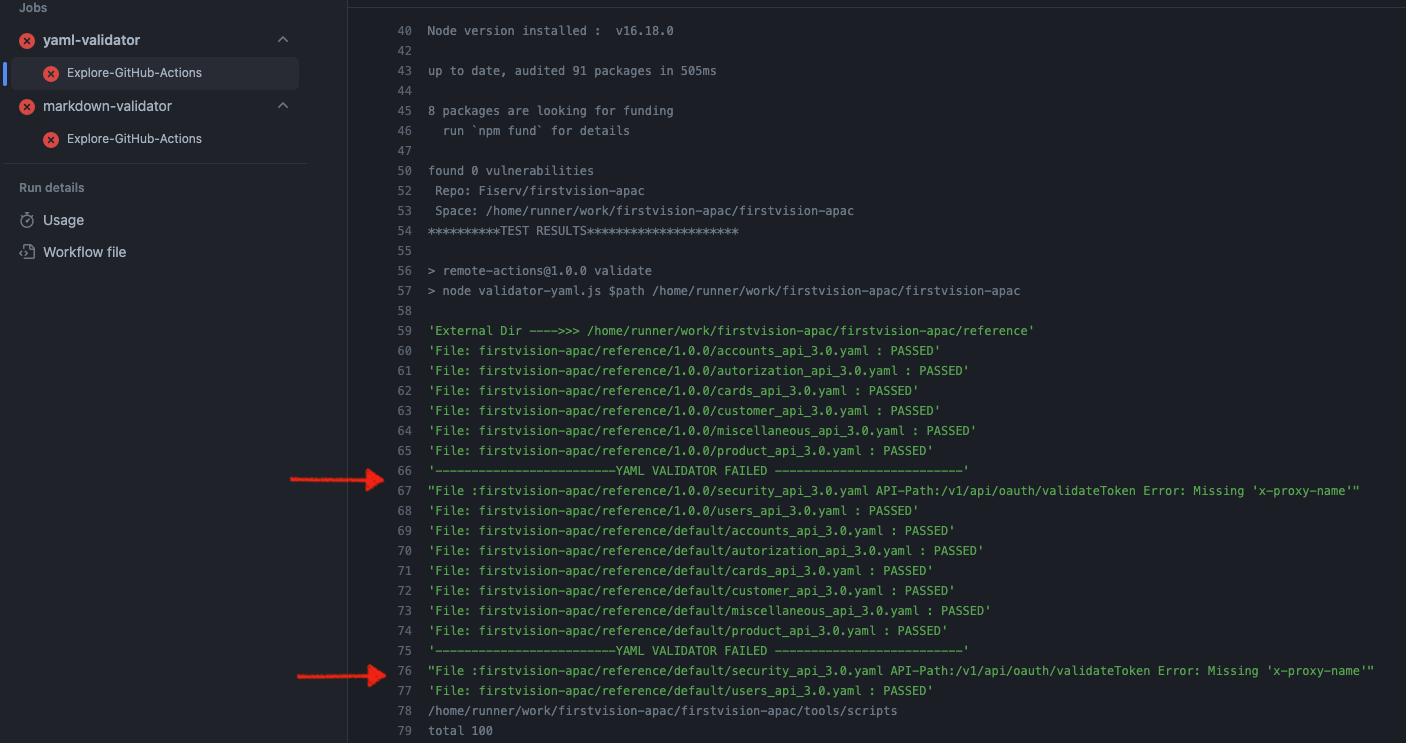 Jobs
yaml-validator
Explore-GitHub-Actions
markdown-validator
Explore-GitHub-Actions
Run details
Usage
Workflow file
40 Node version installed :  v16.18.0
42
43 up to date, audited 91 packages in 505ms
44
45 8 packages are looking for funding
46   run `npm fund` for details
47
50 found 0 vulnerabilities
52  Repo: Fiserv/firstvision-apac
53  Space: /home/runner/work/firstvision-apac/firstvision-apac
54 **********TEST RESULTS*********************
55
56 > remote-actions@1.0.0 validate
57 > node validator-yaml.js $path /home/runner/work/firstvision-apac/firstvision-apac
58
59 'External Dir ---->>> /home/runner/work/firstvision-apac/firstvision-apac/reference'
60 'File: firstvision-apac/reference/1.0.0/accounts_api_3.0.yaml : PASSED'
61 'File: firstvision-apac/reference/1.0.0/autorization_api_3.0.yaml : PASSED'
62 'File: firstvision-apac/reference/1.0.0/cards_api_3.0.yaml : PASSED'
63 'File: firstvision-apac/reference/1.0.0/customer_api_3.0.yaml : PASSED'
64 'File: firstvision-apac/reference/1.0.0/miscellaneous_api_3.0.yaml : PASSED'
65 'File: firstvision-apac/reference/1.0.0/product_api_3.0.yaml : PASSED'
66 '-------------------------YAML VALIDATOR FAILED --------------------------'
67 "File :firstvision-apac/reference/1.0.0/security_api_3.0.yaml API-Path:/v1/api/oauth/validateToken Error: Missing 'x-proxy-name'"
68 'File: firstvision-apac/reference/1.0.0/users_api_3.0.yaml : PASSED'
69 'File: firstvision-apac/reference/default/accounts_api_3.0.yaml : PASSED'
70 'File: firstvision-apac/reference/default/autorization_api_3.0.yaml : PASSED'
71 'File: firstvision-apac/reference/default/cards_api_3.0.yaml : PASSED'
72 'File: firstvision-apac/reference/default/customer_api_3.0.yaml : PASSED'
73 'File: firstvision-apac/reference/default/miscellaneous_api_3.0.yaml : PASSED'
74 'File: firstvision-apac/reference/default/product_api_3.0.yaml : PASSED'
75 '-------------------------YAML VALIDATOR FAILED --------------------------'
76 "File :firstvision-apac/reference/default/security_api_3.0.yaml API-Path:/v1/api/oauth/validateToken Error: Missing 'x-proxy-name'"
77 'File: firstvision-apac/reference/default/users_api_3.0.yaml : PASSED'
78 /home/runner/work/firstvision-apac/firstvision-apac/tools/scripts
79 total 100